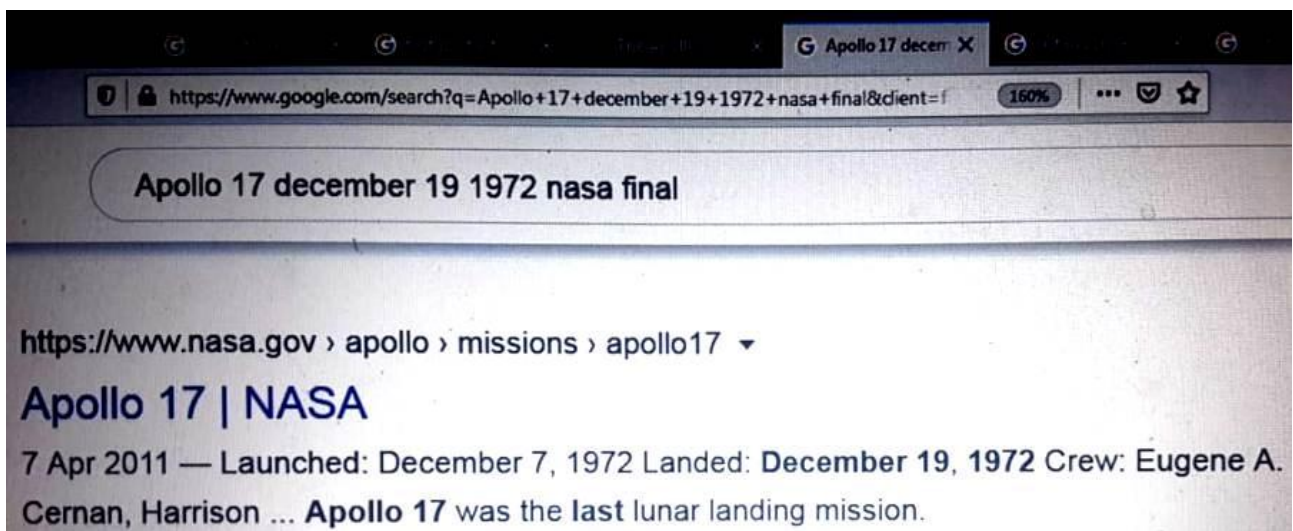 Apollo 17 decem
https://www.google.com/search?q=Apollo+17+december+19+1972+nasa+final&client=f
160%
Apollo 17 december 19 1972 nasa final
https://www.nasa.gov › apollo › missions › apollo17
Apollo 17 | NASA
7 Apr 2011 — Launched: December 7, 1972 Landed: December 19, 1972 Crew: Eugene A.
Cernan, Harrison ... Apollo 17 was the last lunar landing mission.